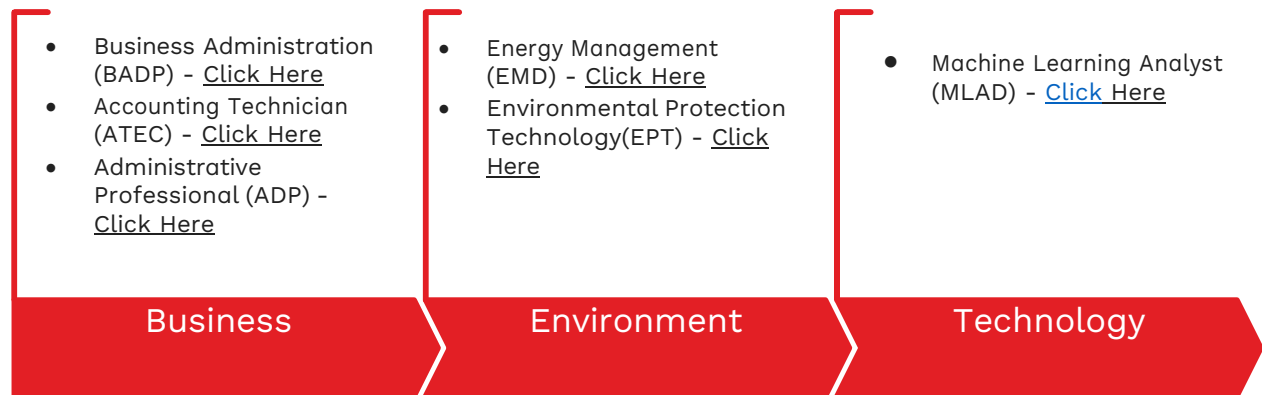 Business Administration
(BADP) - Click Here
Accounting Technician
(ATEC) - Click Here
Administrative
Professional (ADP) -
Click Here
Business
Energy Management
(EMD) - Click Here
Environmental Protection
Technology(EPT) - Click
Here
Environment
Machine Learning Analyst
(MLAD) - Click Here
Technology